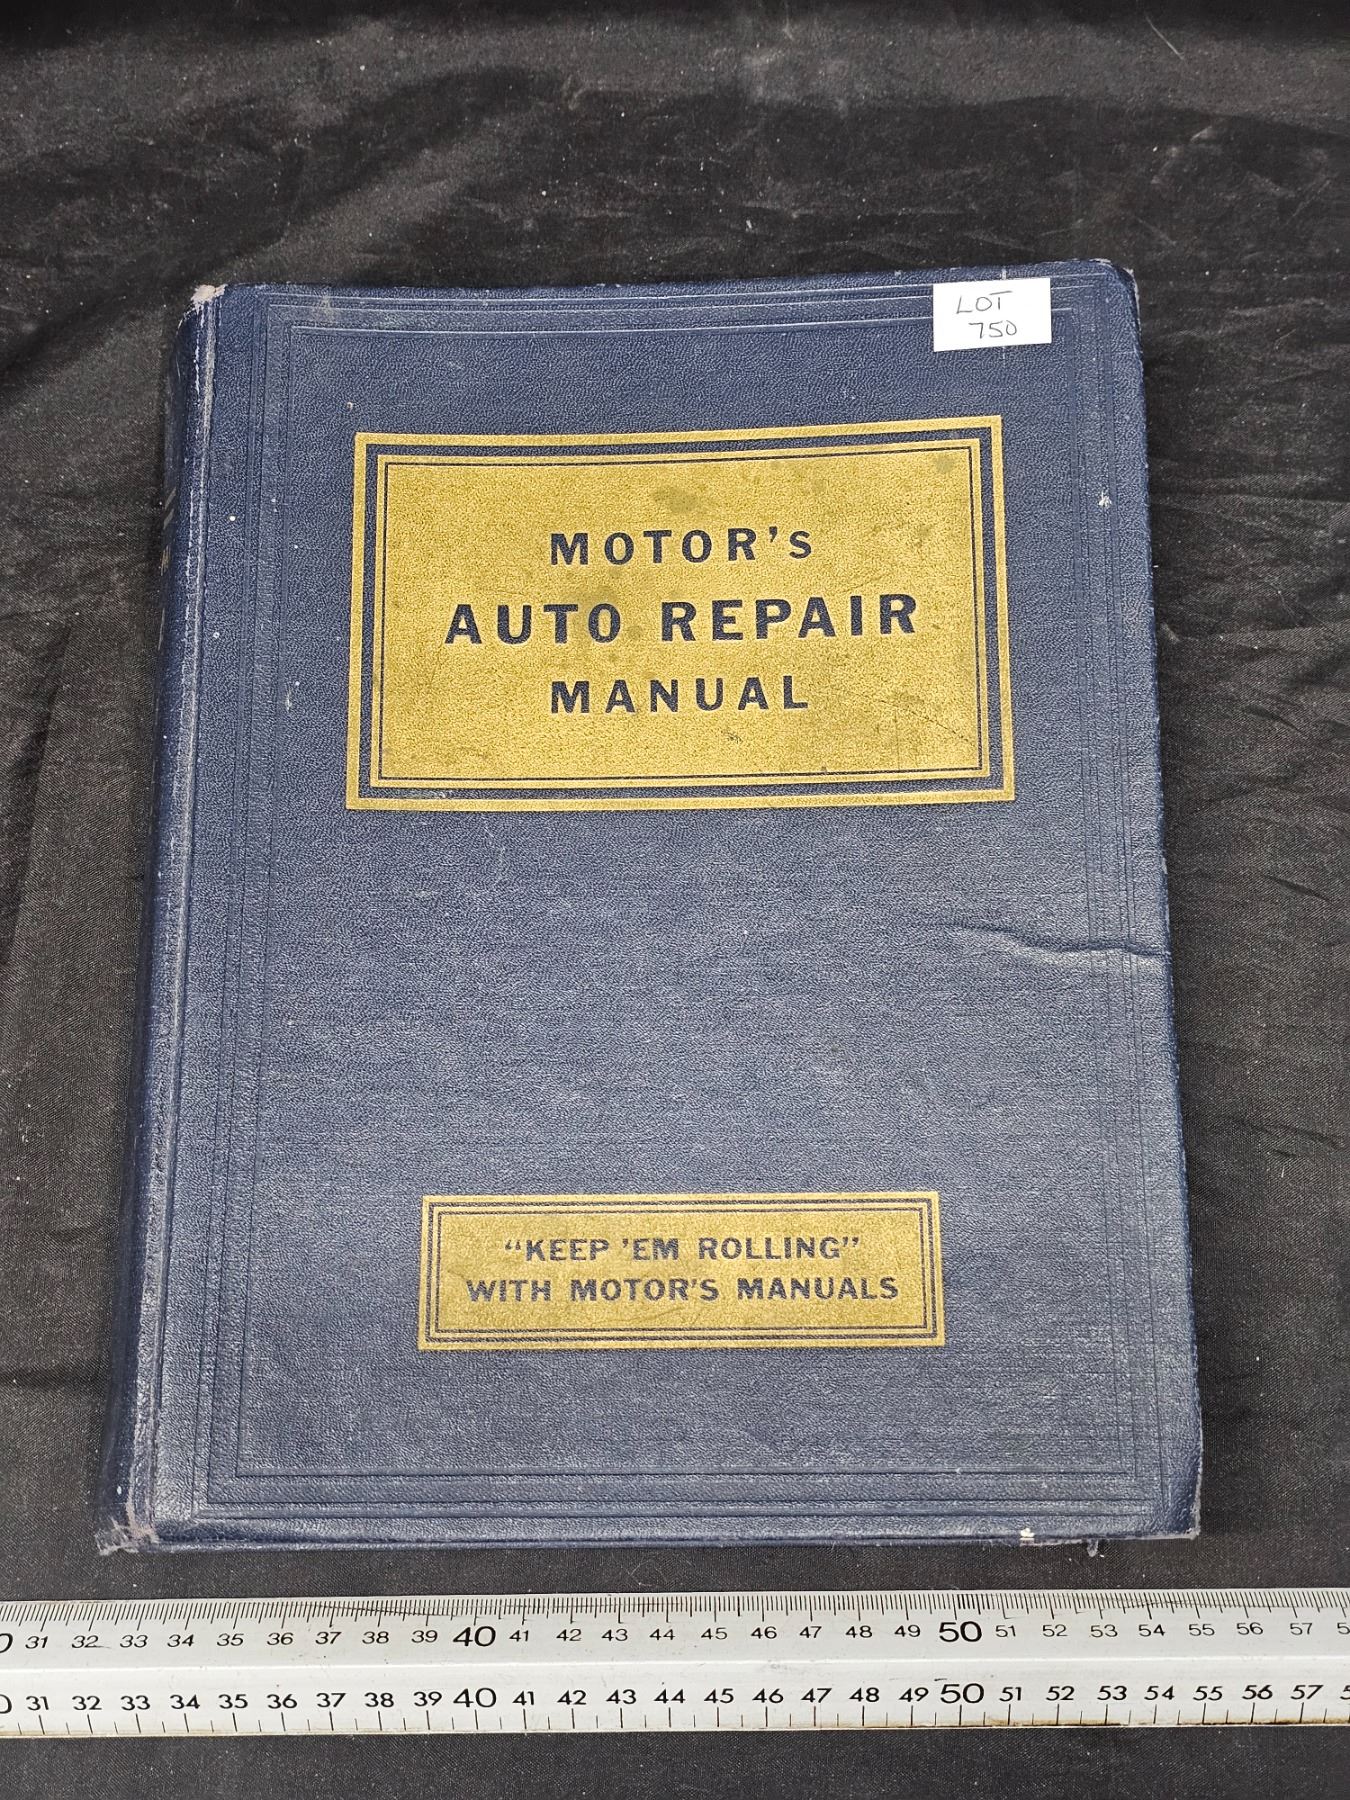 LOT
750
MOTOR's
AUTO REPAIR
MANUAL
"KEEP 'EM ROLLING"
WITH MOTOR'S MANUALS
31 32 33 34 35 36 37 38 39 40 41 42 43 44 45 46 47 48 49 50 51 52 53 54 55 56 57
31 32 33 34 35 36 37 38 39 40 41 42 43 44 45 46 47 48 49 50 51 52 53 54 55 56 57